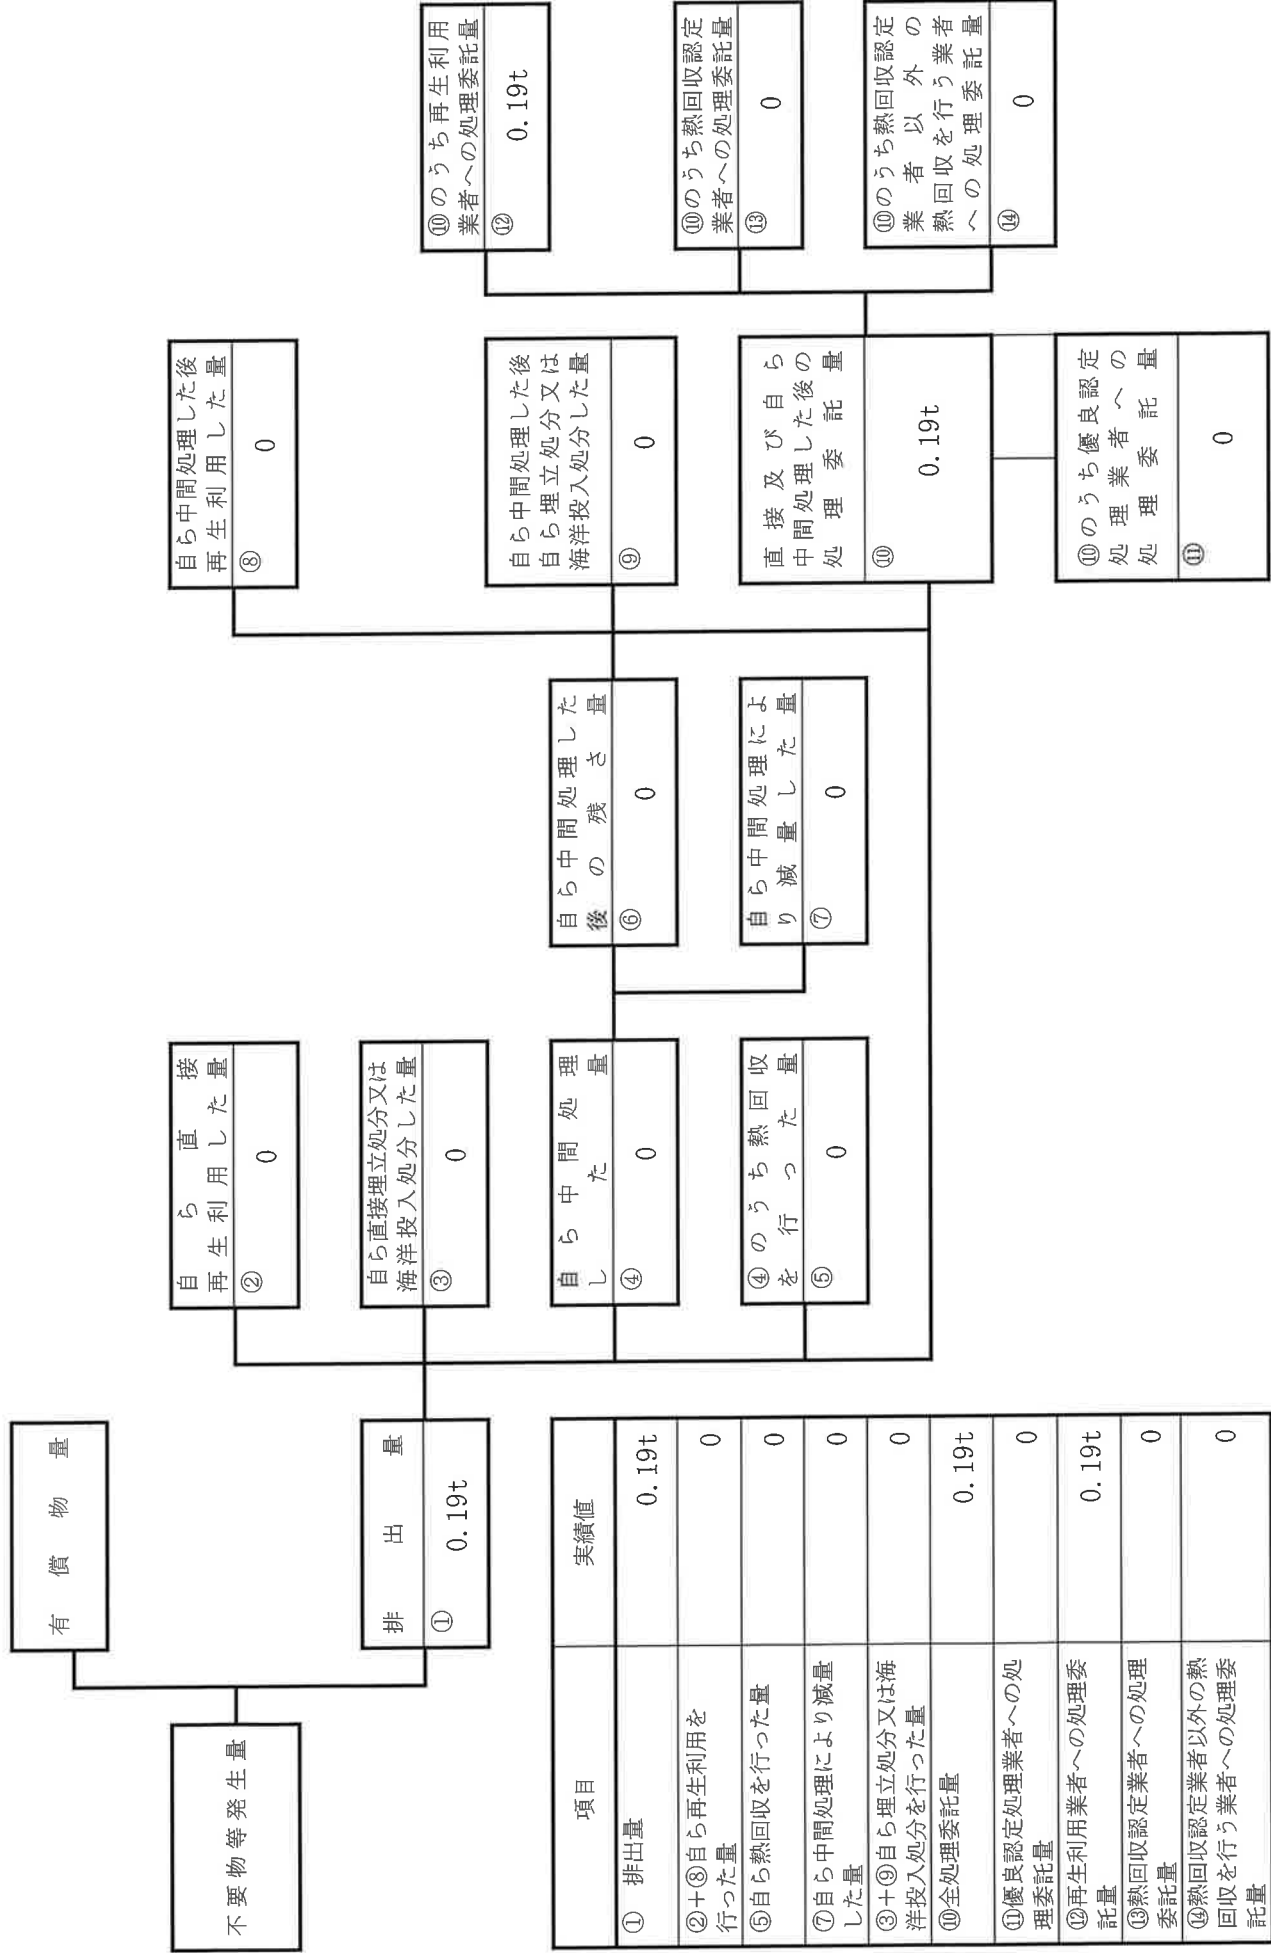 不要物等発生量
有償物量
排出量
① 0.19t
自ら直接
再生利用した量
② 0
自ら直接埋立処分又は
海洋投入処分した量
③ 0
自ら中間処理
した量
④ 0
④のうち熱回収
を行った量
⑤ 0
自ら中間処理した
後の残さ量
⑥ 0
自ら中間処理によ
り減量した量
⑦ 0
自ら中間処理した後
再生利用した量
⑧ 0
自ら中間処理した後
自ら埋立処分又は
海洋投入処分した量
⑨ 0
直接及び自ら
中間処理した後の
処理委託量
⑩ 0.19t
⑩のうち優良認定
処理業者への
処理委託量
⑪ 0
⑩のうち再生利用
業者への処理委託量
⑫ 0.19t
⑩のうち熱回収認定
業者への処理委託量
⑬ 0
⑩のうち熱回収認定
業者以外の
熱回収を行う業者
への処理委託量
⑭ 0
項目 実績値
① 排出量 0.19t
②+⑧自ら再生利用を
行った量 0
⑤自ら熱回収を行った量 0
⑦自ら中間処理により減量
した量 0
③+⑨自ら埋立処分又は海
洋投入処分を行った量 0
⑩全処理委託量 0.19t
⑪優良認定処理業者への処
理委託量 0
⑫再生利用業者への処理委
託量 0.19t
⑬熱回収認定業者への処理
委託量 0
⑭熱回収認定業者以外の熱
回収を行う業者への処理委
託量 0